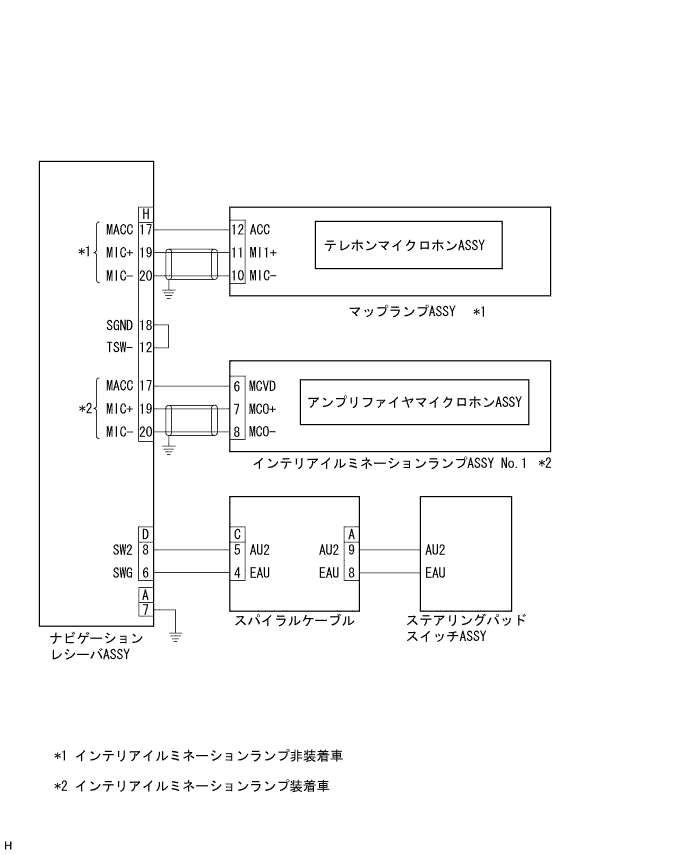 H
MACC 17 12 ACC
*1 MIC+ 19 11 MI1+
MIC- 20 10 MIC-
テレホンマイクロホンASSY
マップランプASSY *1
SGND 18
TSW- 12
MACC 17 6 MCVD
*2 MIC+ 19 7 MCO+
MIC- 20 8 MCO-
アンプリファイヤマイクロホンASSY
インテリアイルミネーションランプASSY No.1 *2
D C A
SW2 8 5 AU2 AU2 9 AU2
SWG 6 4 EAU EAU 8 EAU
A
7
スパイラルケーブル
ステアリングパッド
スイッチASSY
ナビゲーション
レシーバASSY
*1 インテリアイルミネーションランプ非装着車
*2 インテリアイルミネーションランプ装着車
H